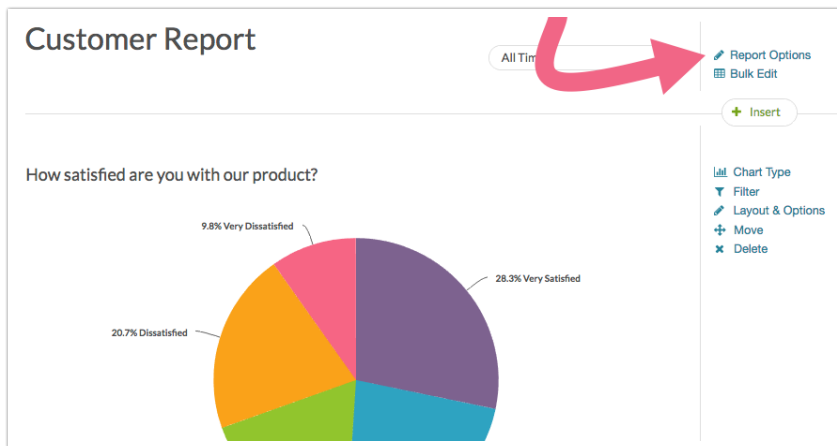 Customer Report
All Tim
Report Options
Bulk Edit
+ Insert
How satisfied are you with our product?
Chart Type
Filter
Layout & Options
Move
Delete
9.8% Very Dissatisfied
28.3% Very Satisfied
20.7% Dissatisfied